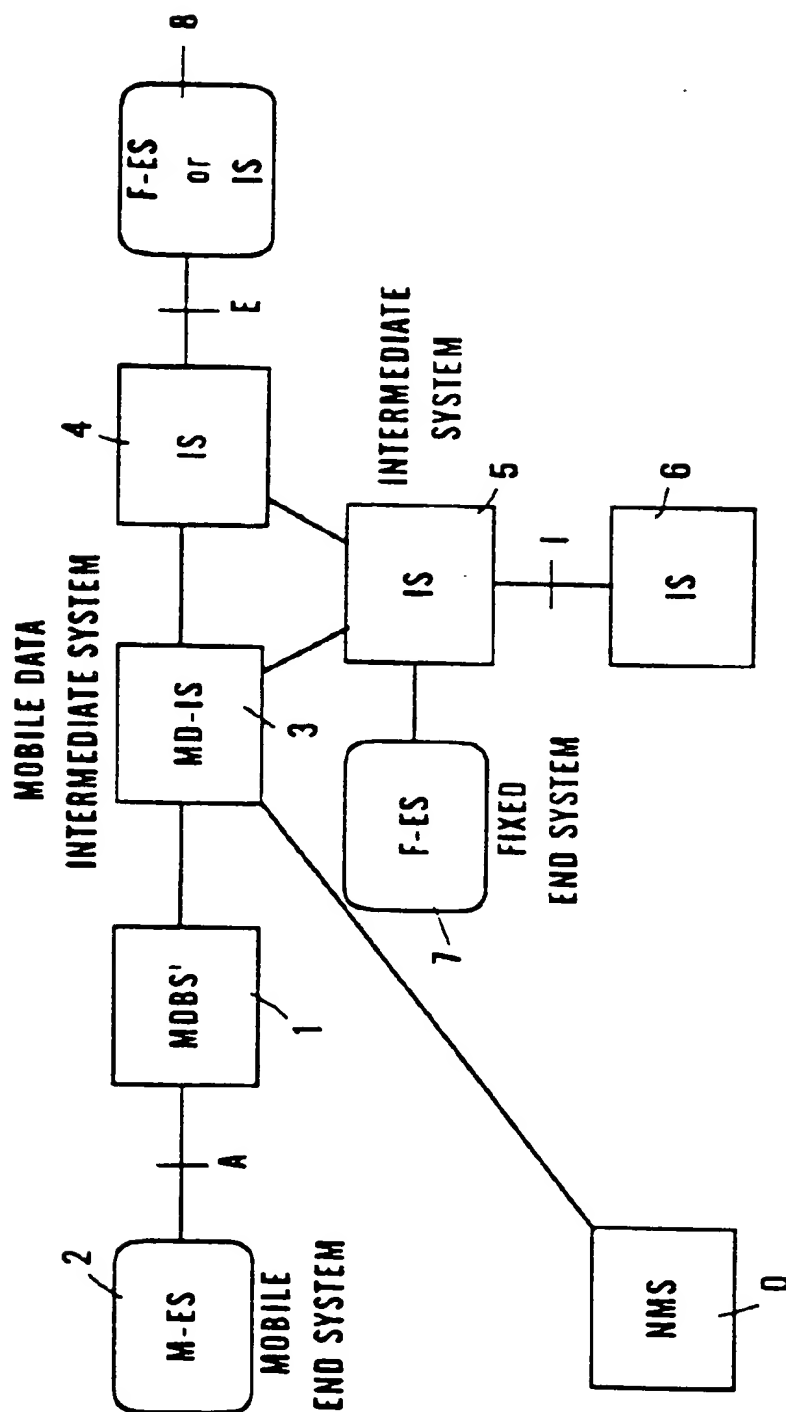 MOBILE DATA
INTERMEDIATE SYSTEM
2
4
M-ES
A
MDBS'
1
MD-IS
3
IS
E
F-ES
or
IS
8
MOBILE
END SYSTEM
INTERMEDIATE
SYSTEM
F-ES
7
IS
5
FIXED
END SYSTEM
I
NMS
0
IS
6